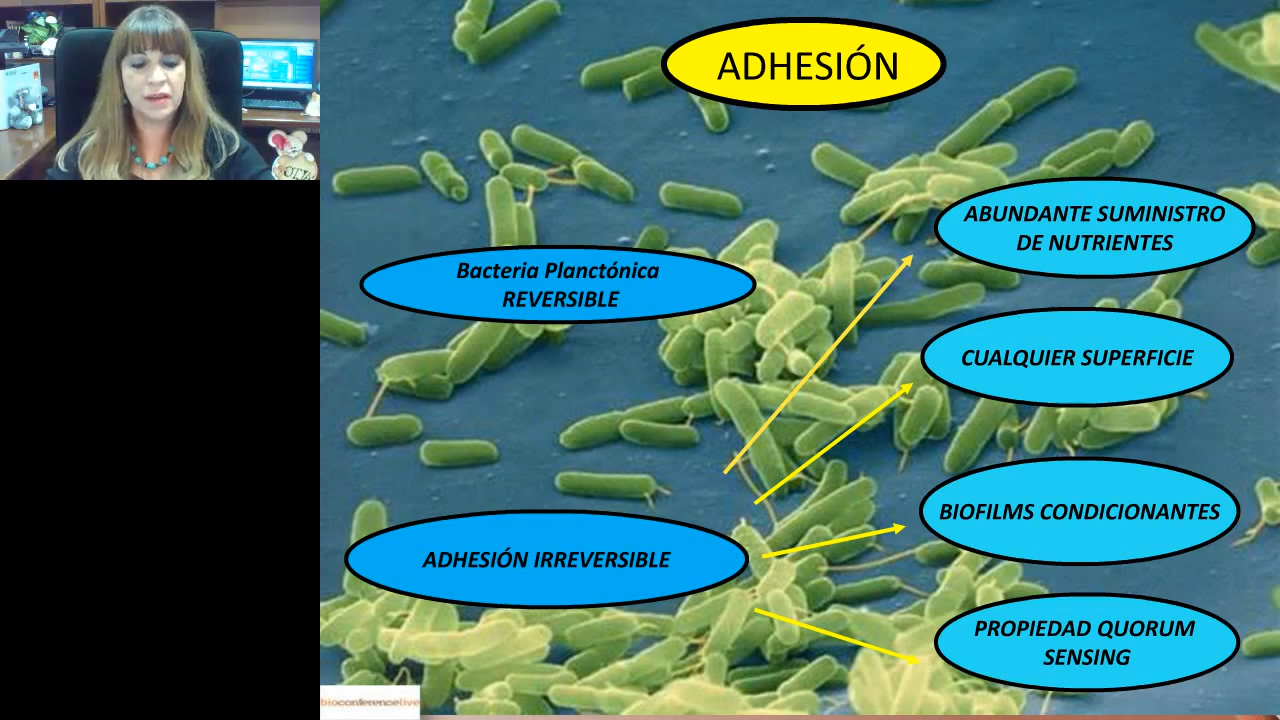 ADHESIÓN
ABUNDANTE SUMINISTRO
DE NUTRIENTES
Bacteria Planctónica
REVERSIBLE
CUALQUIER SUPERFICIE
BIOFILMS CONDICIONANTES
ADHESIÓN IRREVERSIBLE
PROPIEDAD QUORUM
SENSING
bioconferencelive